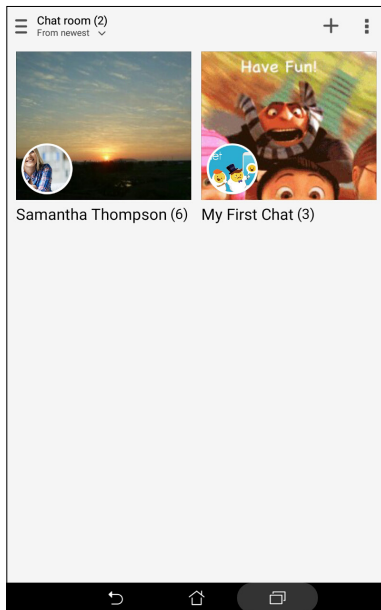 Chat room (2)
From newest
Have Fun!
Samantha Thompson (6)
My First Chat (3)